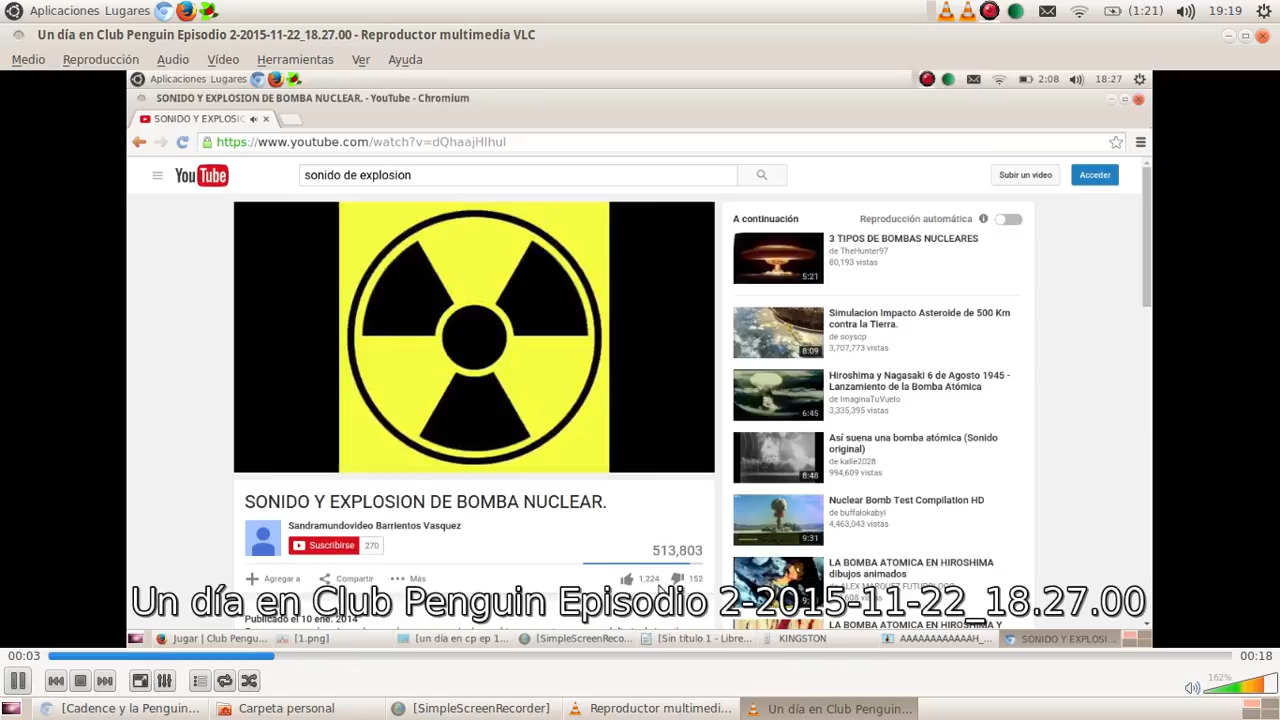 Aplicaciones Lugares (1:21) 19:19
Un día en Club Penguin Episodio 2-2015-11-22_18.27.00 - Reproductor multimedia VLC
Medio Reproducción Audio Vídeo Herramientas Ver Ayuda
Aplicaciones Lugares 2:08 18:27
SONIDO Y EXPLOSION DE BOMBA NUCLEAR. - YouTube - Chromium
SONIDO Y EXPLOSIC
https://www.youtube.com/watch?v=dQhaajHlhuI
YouTube sonido de explosion Subir un video Acceder
A continuación Reproducción automática
3 TIPOS DE BOMBAS NUCLEARES
de TheHunter97
80,193 vistas
5:21
Simulacion Impacto Asteroide de 500 Km
contra la Tierra.
de soyscp
3,707,773 vistas
8:09
Hiroshima y Nagasaki 6 de Agosto 1945 -
Lanzamiento de la Bomba Atómica
de ImaginaTuVuelo
3,335,395 vistas
6:45
Así suena una bomba atómica (Sonido
original)
de kalle2028
994,609 vistas
8:48
Nuclear Bomb Test Compilation HD
de buffalokabyl
4,463,043 vistas
9:31
LA BOMBA ATOMICA EN HIROSHIMA
dibujos animados
LA BOMBA ATOMICA EN HIROSHIMA Y
SONIDO Y EXPLOSION DE BOMBA NUCLEAR.
Sandramundovideo Barrientos Vasquez
Suscribirse 270
513,803
Agregar a Compartir Más 1,224 152
Un día en Club Penguin Episodio 2-2015-11-22_18.27.00
Publicado el 10 ene. 2014
Jugar | Club Pengu... [1.png] [un día en cp ep 1... [SimpleScreenReco... [Sin título 1 - Libre... KINGSTON AAAAAAAAAAAH_... SONIDO Y EXPLOSI...
00:03 00:18
162%
[Cadence y la Penguin... Carpeta personal [SimpleScreenRecorder] Reproductor multimedi... Un día en Club Penguin...